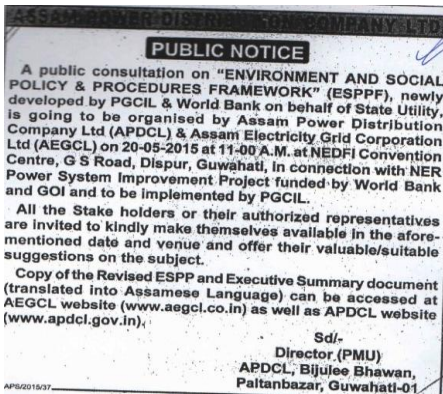 ASSAM POWER DISTRIBUTION COMPANY LTD
PUBLIC NOTICE
A public consultation on "ENVIRONMENT AND SOCIAL
POLICY & PROCEDURES FRAMEWORK" (ESPPF), newly
developed by PGCIL & World Bank on behalf of State Utility,
is going to be organised by Assam Power Distribution
Company Ltd (APDCL) & Assam Electricity Grid Corporation
Ltd (AEGCL) on 20-05-2015 at 11-00 A.M. at NEDFI Convention
Centre, G S Road, Dispur, Guwahati, in connection with NER
Power System Improvement Project funded by World Bank
and GOI and to be implemented by PGCIL.
All the Stake holders or their authorized representatives
are invited to kindly make themselves available in the afore-
mentioned date and venue and offer their valuable/suitable
suggestions on the subject.
Copy of the Revised ESPP and Executive Summary document
(translated into Assamese Language) can be accessed at
AEGCL website (www.aegcl.co.in) as well as APDCL website
(www.apdcl.gov.in).
Sd/-
Director (PMU)
APDCL, Bijulee Bhawan,
Paltanbazar, Guwahati-01
APS/2015/37